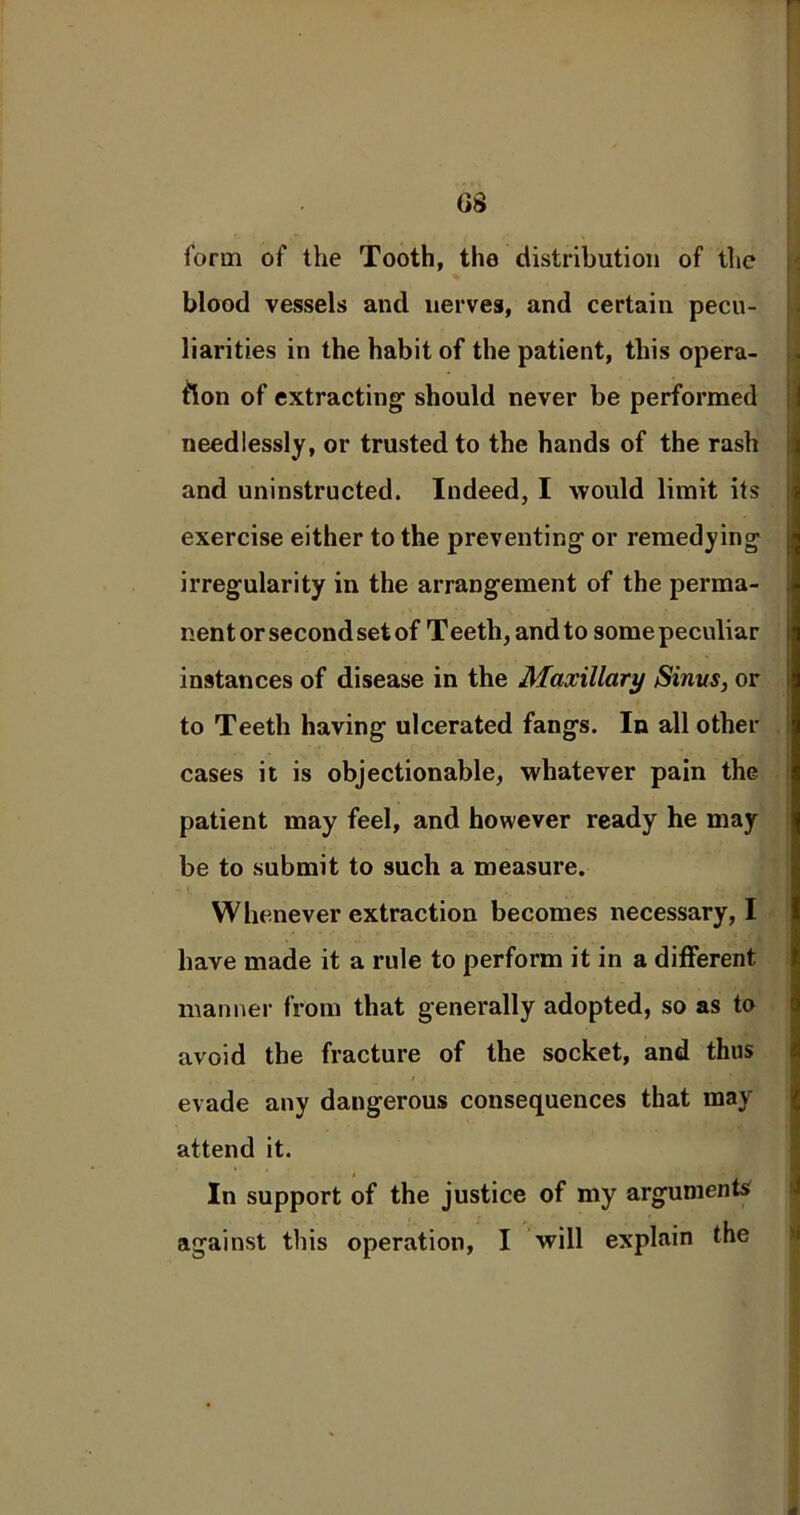 68
form of the Tooth, the distribution of the
blood vessels and nerves, and certain pecu-
liarities in the habit of the patient, this opera-
tion of extracting should never be performed
needlessly, or trusted to the hands of the rash
and uninstructed. Indeed, I would limit its
exercise either to the preventing or remedying
irregularity in the arrangement of the perma-
nent or second set of Teeth, and to some peculiar
instances of disease in the Maxillary Sinus, or
to Teeth having ulcerated fangs. In all other
cases it is objectionable, whatever pain the
patient may feel, and however ready he may
be to submit to such a measure.
Whenever extraction becomes necessary, I
have made it a rule to perform it in a different
manner from that generally adopted, so as to
avoid the fracture of the socket, and thus
evade any dangerous consequences that may
attend it.
In support of the justice of my arguments
against this operation, I will explain the